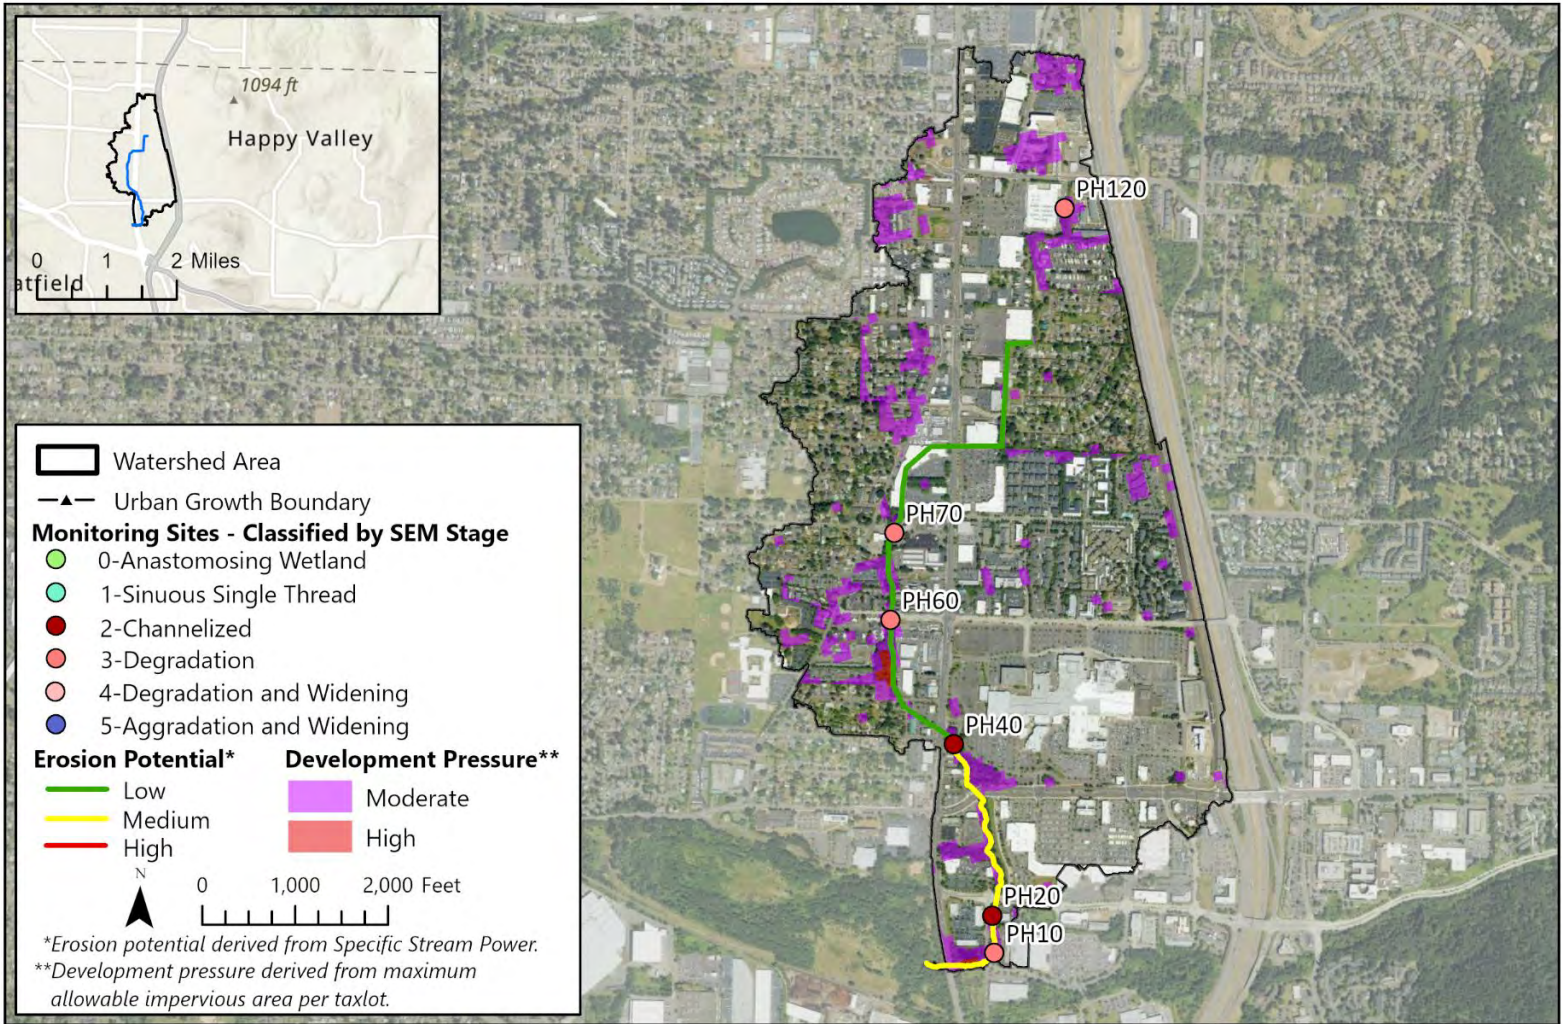 1094 ft
Happy Valley
0 1 2 Miles
atfield
PH120
PH70
PH60
PH40
PH20
PH10
Watershed Area
Urban Growth Boundary
Monitoring Sites - Classified by SEM Stage
0-Anastomosing Wetland
1-Sinuous Single Thread
2-Channelized
3-Degradation
4-Degradation and Widening
5-Aggradation and Widening
Erosion Potential* Development Pressure**
Low Moderate
Medium High
High
N
0 1,000 2,000 Feet
*Erosion potential derived from Specific Stream Power.
**Development pressure derived from maximum
allowable impervious area per taxlot.